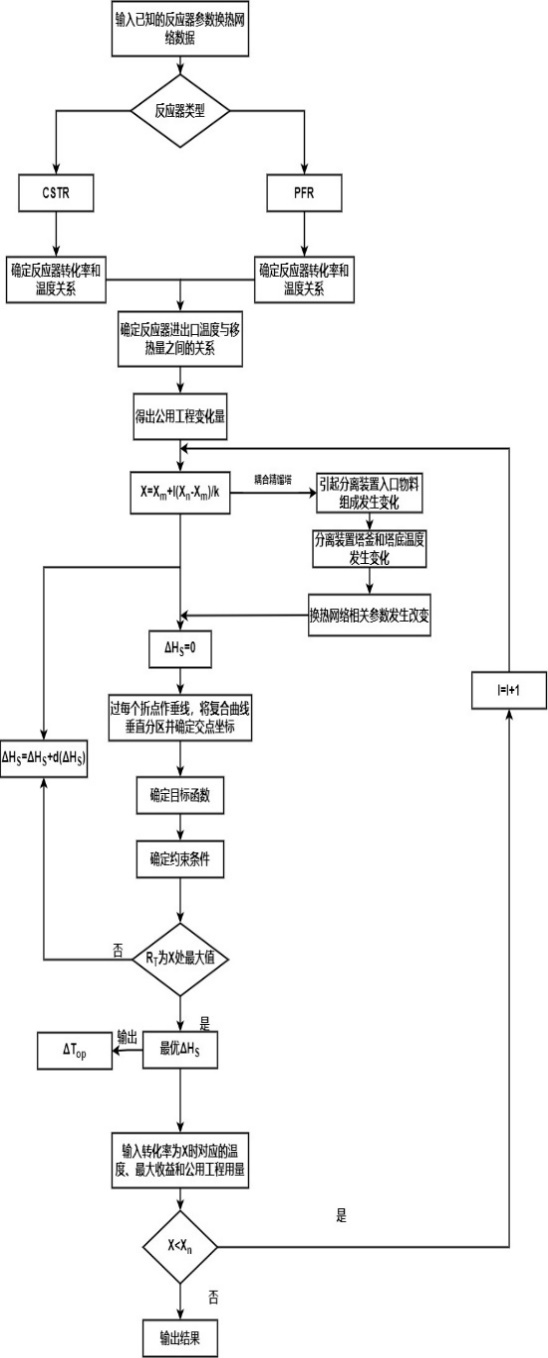 输入已知的反应器参数换热网
络数据
反应器类型
CSTR
PFR
确定反应器转化率和
温度关系
确定反应器转化率和
温度关系
确定反应器进出口温度与移
热量之间的关系
得出公用工程变化量
X=Xm+I(Xn-Xm)/k
耦合精馏塔
引起分离装置入口物料
组成发生变化
分离装置塔釜和塔底温度
发生变化
换热网络相关参数发生改变
ΔHS=0
I=I+1
过每个折点作垂线，将复合曲线
垂直分区并确定交点坐标
ΔHS=ΔHS+d(ΔHS)
确定目标函数
确定约束条件
否
RT为X处最大值
是
输出
ΔTop
最优ΔHS
输入转化率为X时对应的温
度、最大收益和公用工程用量
是
X<Xn
否
输出结果